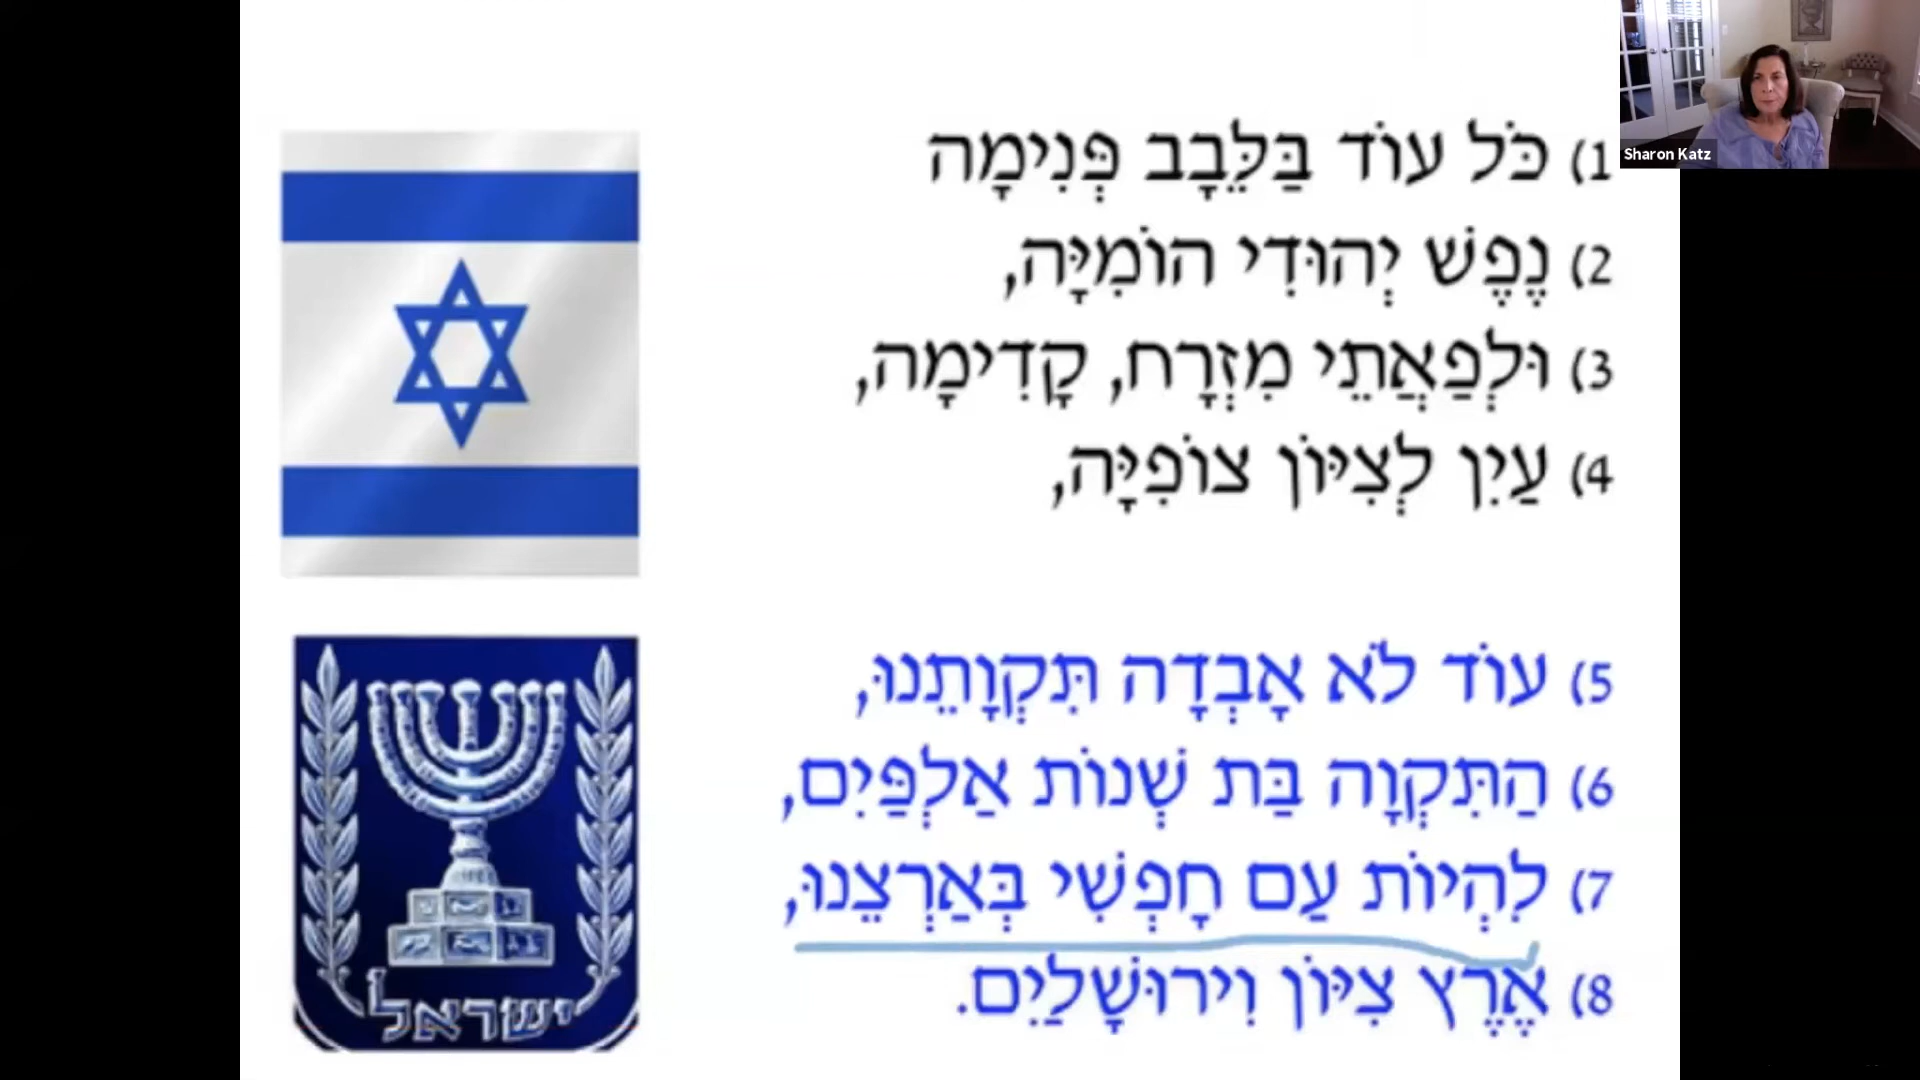 1) כֹּל עוֹד בַּלֵּבָב פְּנִימָה
2) נֶפֶשׁ יְהוּדִי הוֹמִיָּה,
3) וּלְפַאֲתֵי מִזְרָח, קָדִימָה,
4) עַיִן לְצִיּוֹן צוֹפִיָּה,
5) עוֹד לֹא אָבְדָה תִּקְוָתֵנוּ,
6) הַתִּקְוָה בַּת שְׁנוֹת אַלְפַּיִם,
7) לִהְיוֹת עַם חָפְשִׁי בְּאַרְצֵנוּ,
8) אֶרֶץ צִיּוֹן וִירוּשָׁלַיִם.
ישראל
Sharon Katz